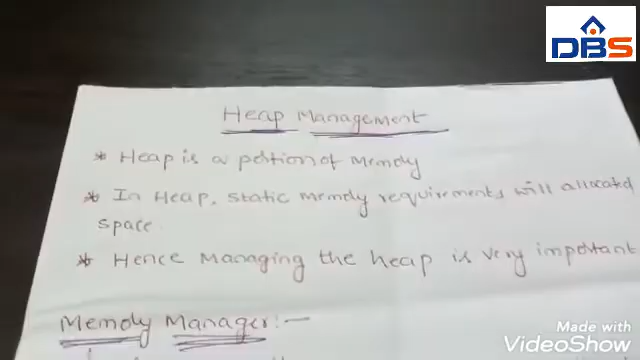 DBS
Heap Management
* Heap is a portion of Memory
* In Heap, static memory requirements will allocated
space.
* Hence Managing the heap is very important
Memory Manager:-
Made with
VideoShow